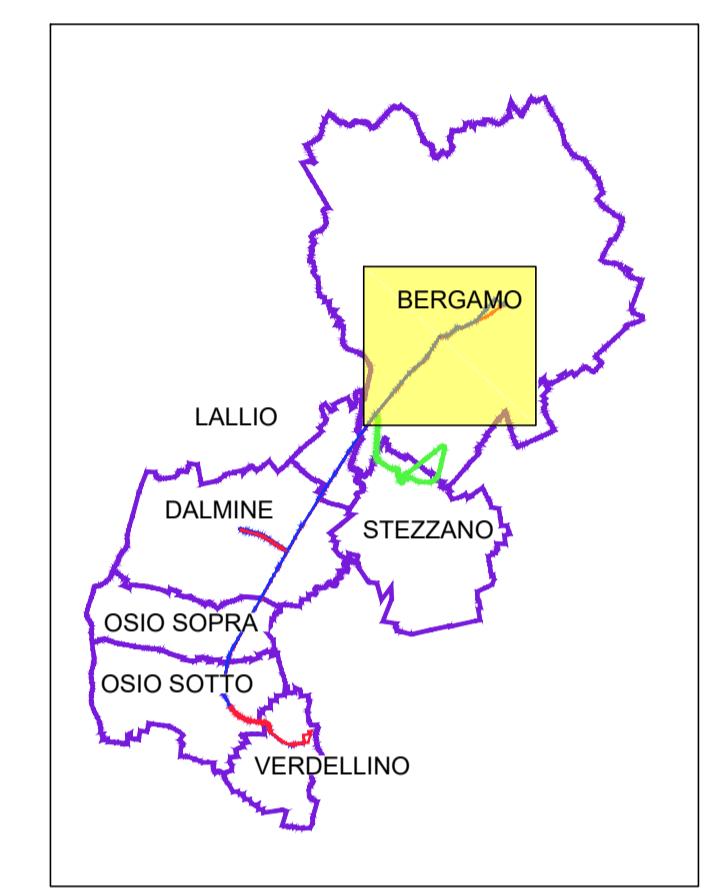 BERGAMO
LALLIO
DALMINE
STEZZANO
OSIO SOPRA
OSIO SOTTO
VERDELLINO